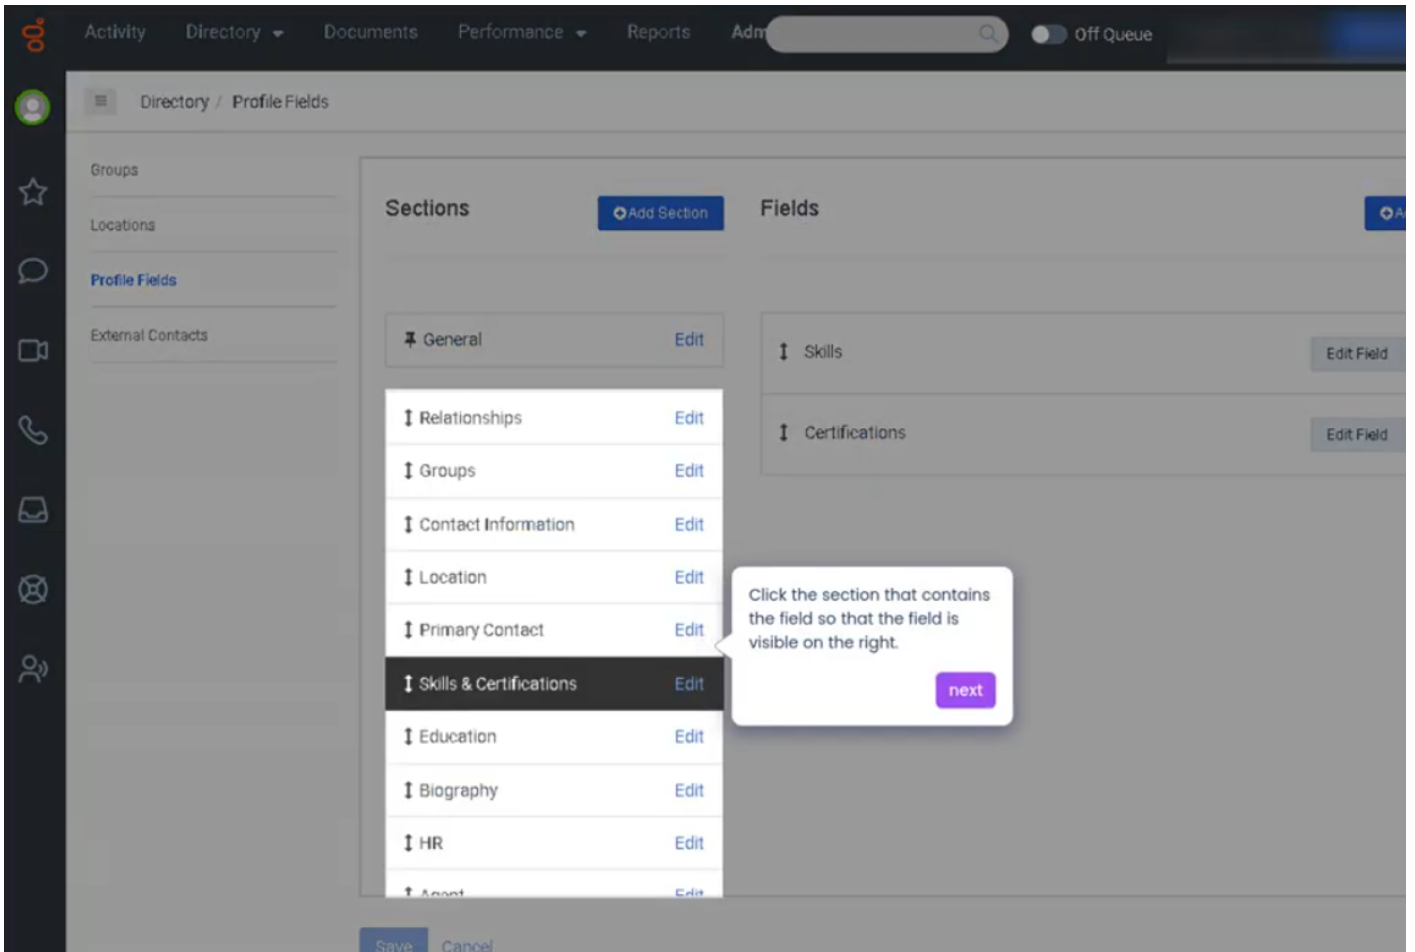 Activity Directory Documents Performance Reports Adm Off Queue
Directory / Profile Fields
Groups
Locations
Profile Fields
External Contacts
Sections
Add Section
Fields
General Edit
Relationships Edit
Groups Edit
Contact Information Edit
Location Edit
Primary Contact Edit
Skills & Certifications Edit
Education Edit
Biography Edit
HR Edit
Agent Edit
Skills Edit Field
Certifications Edit Field
Click the section that contains
the field so that the field is
visible on the right.
next
Save Cancel